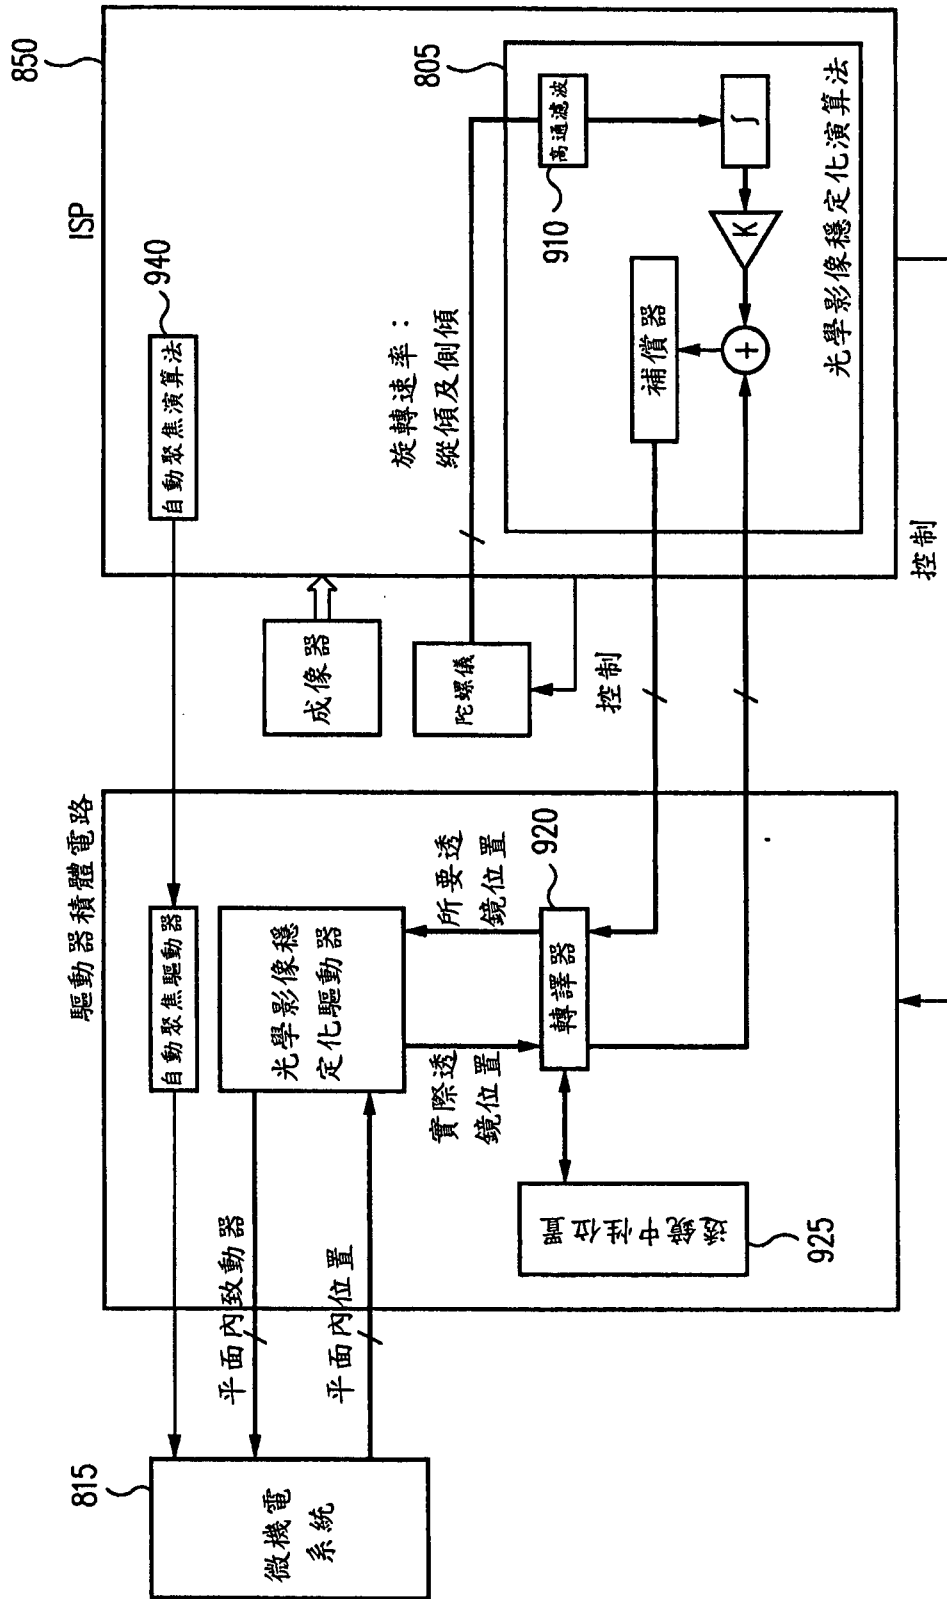 815
微機電
系統
平面內致動器
平面內位置
驅動器積體電路
自動聚焦驅動器
光學影像穩
定化驅動器
所要透
鏡位置
實際透
鏡位置
轉譯器
920
透鏡中性位置
925
成像器
陀螺儀
控制
旋轉速率：
縱傾及側傾
ISP
850
自動聚焦演算法
940
805
高通濾波
910
∫
K
+
補償器
光學影像穩定化演算法
控制